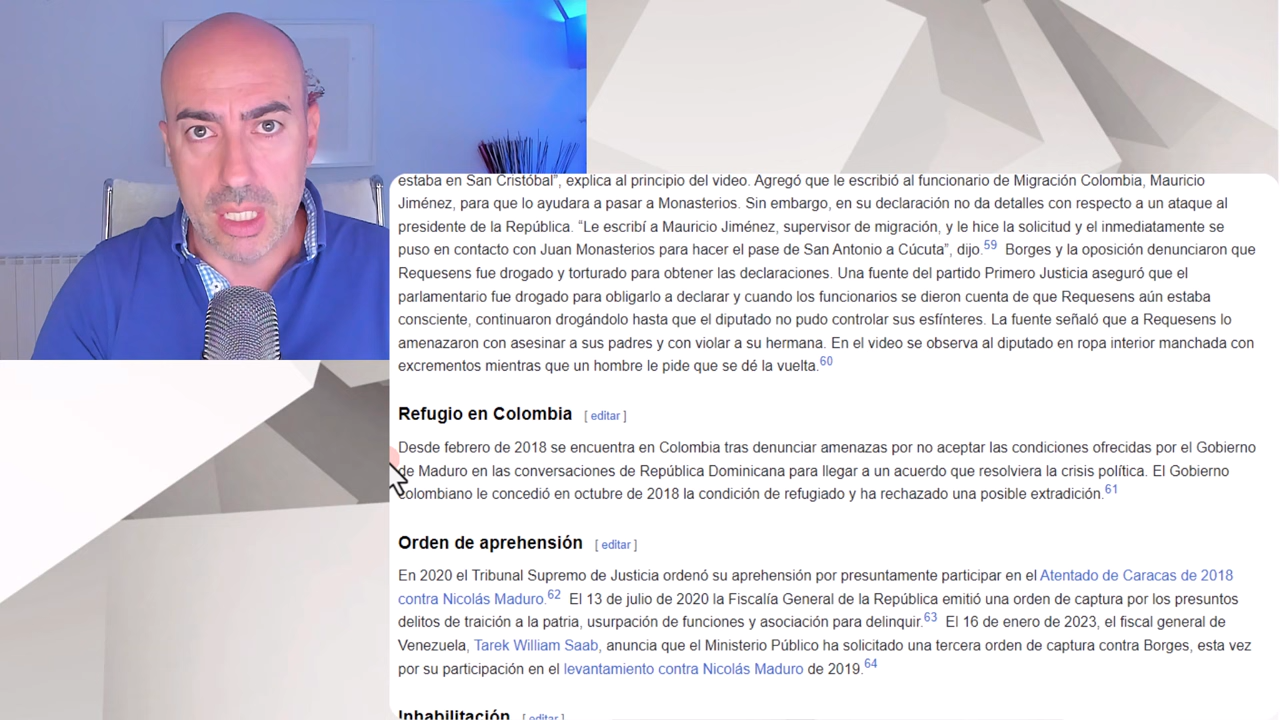 estaba en San Cristóbal”, explica al principio del video. Agregó que le escribió al funcionario de Migración Colombia, Mauricio
Jiménez, para que lo ayudara a pasar a Monasterios. Sin embargo, en su declaración no da detalles con respecto a un ataque al
presidente de la República. “Le escribí a Mauricio Jiménez, supervisor de migración, y le hice la solicitud y el inmediatamente se
puso en contacto con Juan Monasterios para hacer el pase de San Antonio a Cúcuta”, dijo.59 Borges y la oposición denunciaron que
Requesens fue drogado y torturado para obtener las declaraciones. Una fuente del partido Primero Justicia aseguró que el
parlamentario fue drogado para obligarlo a declarar y cuando los funcionarios se dieron cuenta de que Requesens aún estaba
consciente, continuaron drogándolo hasta que el diputado no pudo controlar sus esfínteres. La fuente señaló que a Requesens lo
amenazaron con asesinar a sus padres y con violar a su hermana. En el video se observa al diputado en ropa interior manchada con
excrementos mientras que un hombre le pide que se dé la vuelta.60
Refugio en Colombia [ editar ]
Desde febrero de 2018 se encuentra en Colombia tras denunciar amenazas por no aceptar las condiciones ofrecidas por el Gobierno
de Maduro en las conversaciones de República Dominicana para llegar a un acuerdo que resolviera la crisis política. El Gobierno
colombiano le concedió en octubre de 2018 la condición de refugiado y ha rechazado una posible extradición.61
Orden de aprehensión [ editar ]
En 2020 el Tribunal Supremo de Justicia ordenó su aprehensión por presuntamente participar en el Atentado de Caracas de 2018
contra Nicolás Maduro.62 El 13 de julio de 2020 la Fiscalía General de la República emitió una orden de captura por los presuntos
delitos de traición a la patria, usurpación de funciones y asociación para delinquir.63 El 16 de enero de 2023, el fiscal general de
Venezuela, Tarek William Saab, anuncia que el Ministerio Público ha solicitado una tercera orden de captura contra Borges, esta vez
por su participación en el levantamiento contra Nicolás Maduro de 2019.64
Inhabilitación [ editar ]